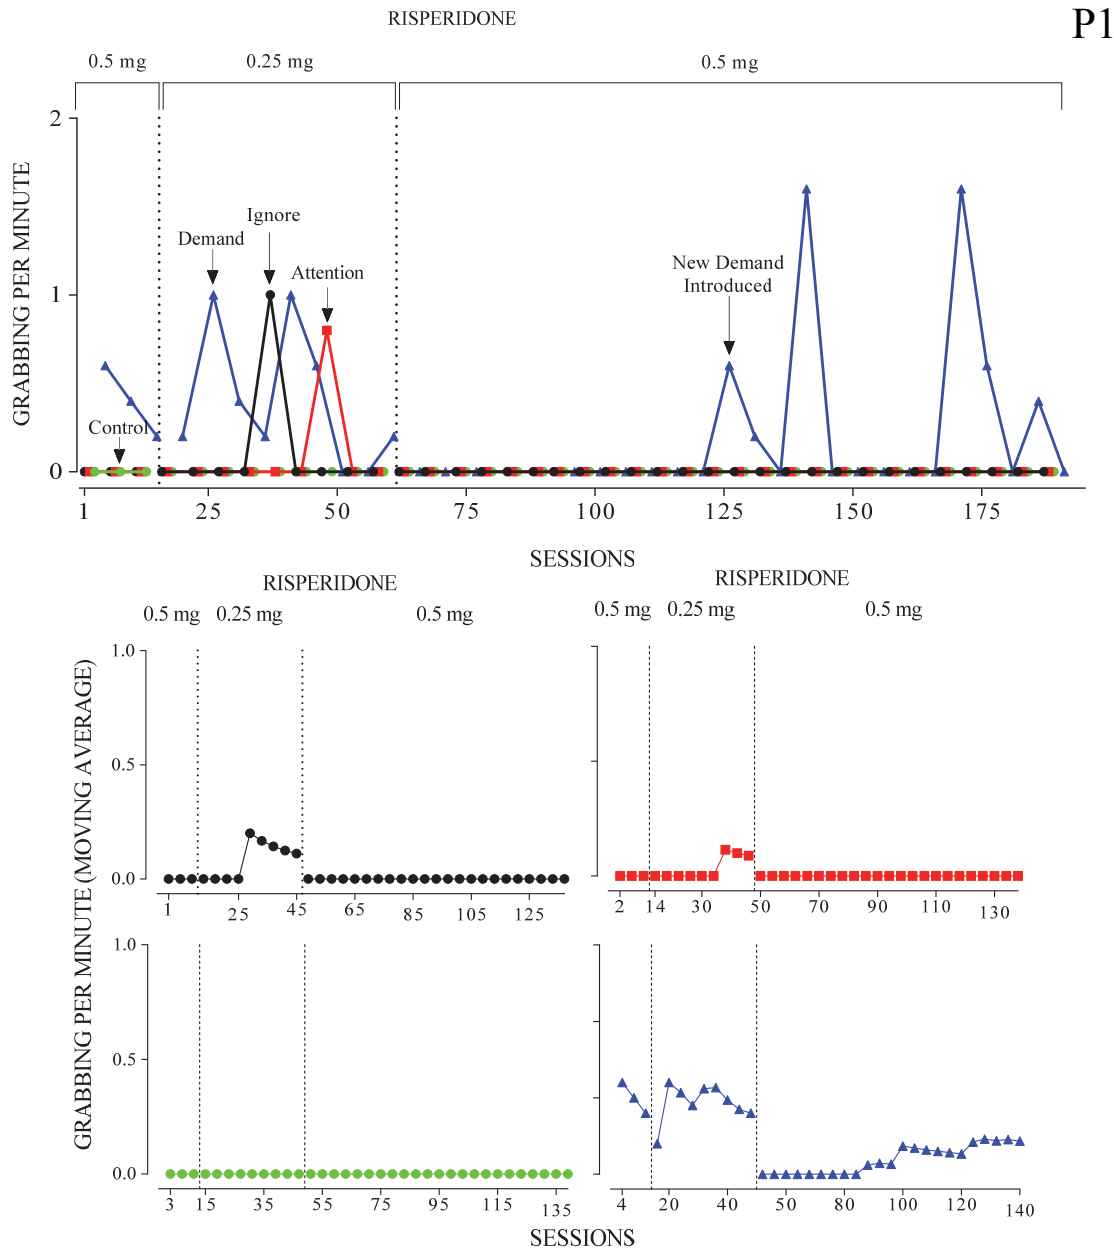 RISPERIDONE
P1
0.5 mg 0.25 mg 0.5 mg
2
1
0
GRABBING PER MINUTE
Ignore
Demand
Attention
New Demand
Introduced
Control
1 25 50 75 100 125 150 175
SESSIONS
RISPERIDONE RISPERIDONE
0.5 mg 0.25 mg 0.5 mg 0.5 mg 0.25 mg 0.5 mg
GRABBING PER MINUTE (MOVING AVERAGE)
1.0
0.5
0.0
1 25 45 65 85 105 125
2 14 30 50 70 90 110 130
1.0
0.5
0.0
3 15 35 55 75 95 115 135
4 20 40 50 80 100 120 140
SESSIONS